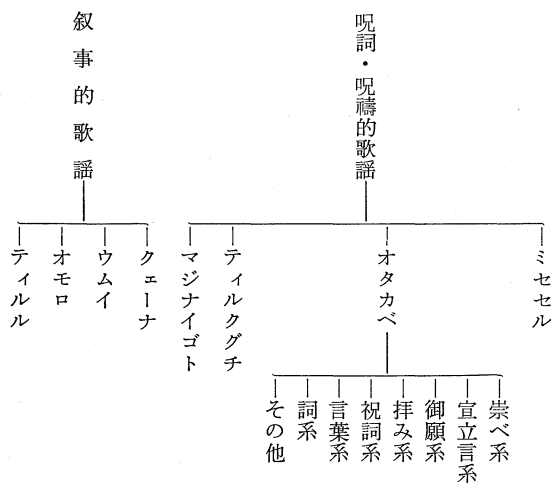 呪詞・呪禱的歌謡
ミセセル
オタカベ
崇べ系
宣立言系
御願系
拝み系
祝詞系
言葉系
詞系
その他
ティルクグチ
マジナイゴト
叙事的歌謡
クェーナ
ウムイ
オモロ
ティルル